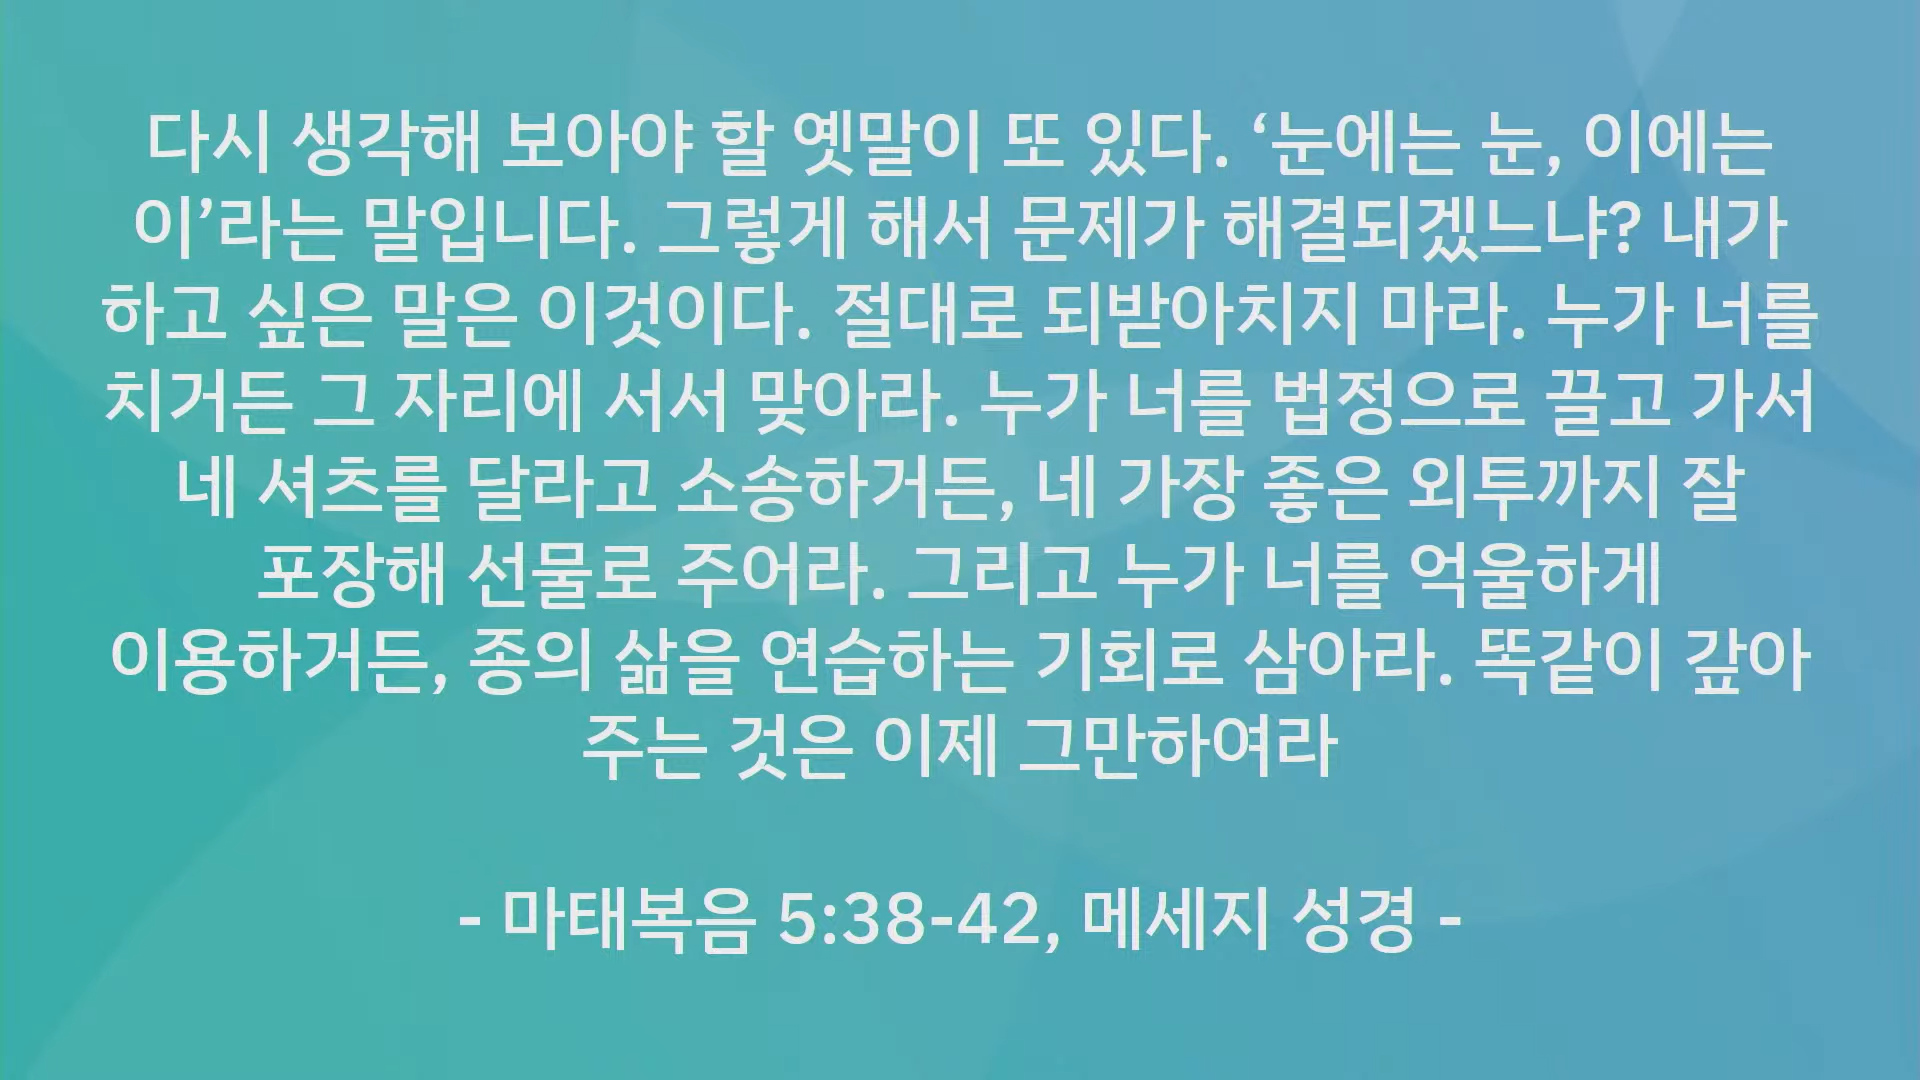 다시 생각해 보아야 할 옛말이 또 있다. ‘눈에는 눈, 이에는
이’라는 말입니다. 그렇게 해서 문제가 해결되겠느냐? 내가
하고 싶은 말은 이것이다. 절대로 되받아치지 마라. 누가 너를
치거든 그 자리에 서서 맞아라. 누가 너를 법정으로 끌고 가서
네 셔츠를 달라고 소송하거든, 네 가장 좋은 외투까지 잘
포장해 선물로 주어라. 그리고 누가 너를 억울하게
이용하거든, 종의 삶을 연습하는 기회로 삼아라. 똑같이 갚아
주는 것은 이제 그만하여라
- 마태복음 5:38-42, 메세지 성경 -